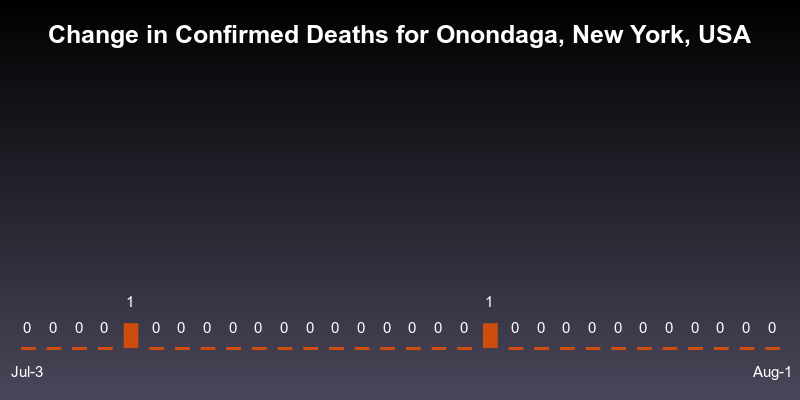 Change in Confirmed Deaths for Onondaga, New York, USA
1 1
0 0 0 0 0 0 0 0 0 0 0 0 0 0 0 0 0 0 0 0 0 0 0 0 0 0 0 0
Jul-3 Aug-1